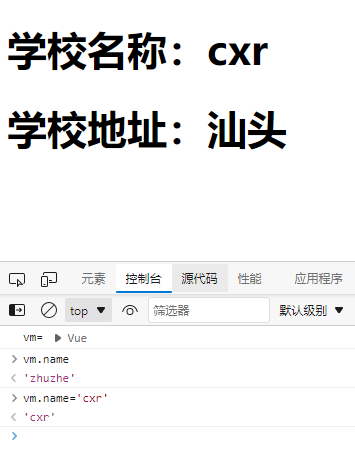 学校名称：cxr
学校地址：汕头
元素 控制台 源代码 性能 应用程序
top 筛选器 默认级别
vm= Vue
vm.name
'zhuzhe'
vm.name='cxr'
'cxr'